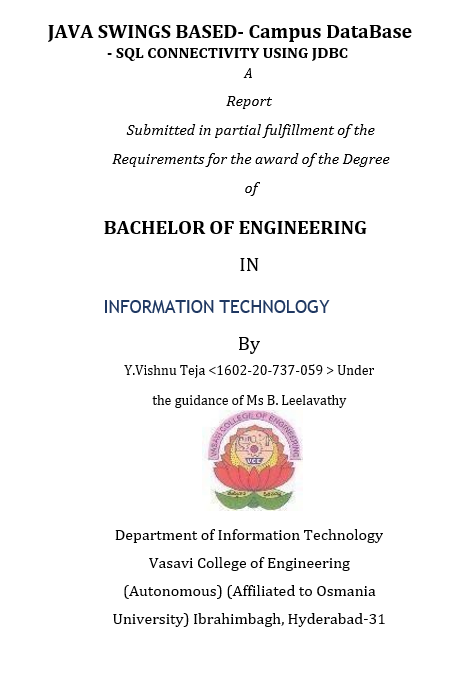 JAVA SWINGS BASED- Campus DataBase
- SQL CONNECTIVITY USING JDBC
A
Report
Submitted in partial fulfillment of the
Requirements for the award of the Degree
of
BACHELOR OF ENGINEERING
IN
INFORMATION TECHNOLOGY
By
Y.Vishnu Teja <1602-20-737-059 > Under
the guidance of Ms B. Leelavathy
VASAVI COLLEGE OF ENGINEERING
VCE
Department of Information Technology
Vasavi College of Engineering
(Autonomous) (Affiliated to Osmania
University) Ibrahimbagh, Hyderabad-31